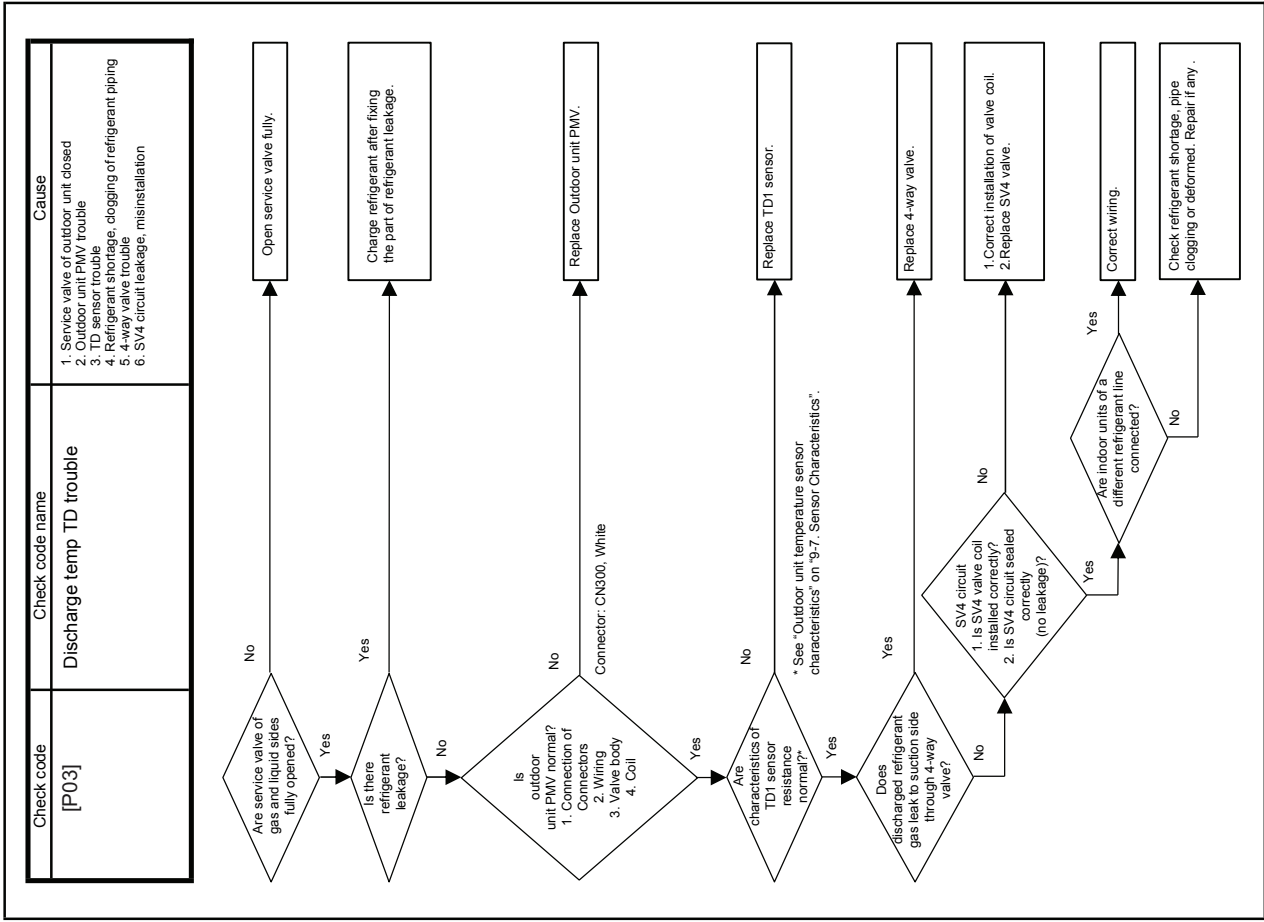 Check code
Check code name
Cause
[P03]
Discharge temp TD trouble
1. Service valve of outdoor unit closed
2. Outdoor unit PMV trouble
3. TD sensor trouble
4. Refrigerant shortage, clogging of refrigerant piping
5. 4-way valve trouble
6. SV4 circuit leakage, misinstallation
Are service valve of
gas and liquid sides
fully opened?
No
Open service valve fully.
Yes
Is there
refrigerant
leakage?
Yes
Charge refrigerant after fixing
the part of refrigerant leakage.
No
Is
outdoor
unit PMV normal?
1. Connection of
Connectors
2. Wiring
3. Valve body
4. Coil
No
Connector: CN300, White
Replace Outdoor unit PMV.
Yes
Are
characteristics of
TD1 sensor
resistance
normal?*
No
* See “Outdoor unit temperature sensor
characteristics” on “9-7. Sensor Characteristics”.
Replace TD1 sensor.
Yes
Does
discharged refrigerant
gas leak to suction side
through 4-way
valve?
Yes
Replace 4-way valve.
No
SV4 circuit
1. Is SV4 valve coil
installed correctly?
2. Is SV4 circuit sealed
correctly
(no leakage)?
No
1.Correct installation of valve coil.
2.Replace SV4 valve.
Yes
Are indoor units of a
different refrigerant line
connected?
Yes
Correct wiring.
No
Check refrigerant shortage, pipe
clogging or deformed. Repair if any .